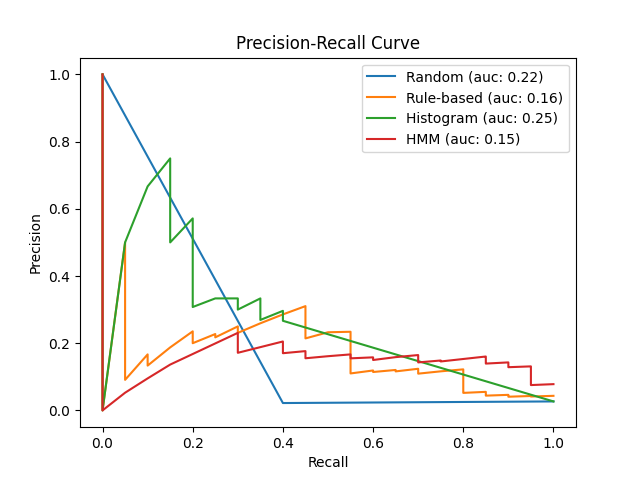 Precision-Recall Curve
Random (auc: 0.22)
Rule-based (auc: 0.16)
Histogram (auc: 0.25)
HMM (auc: 0.15)
Precision
1.0
0.8
0.6
0.4
0.2
0.0
0.0 0.2 0.4 0.6 0.8 1.0
Recall